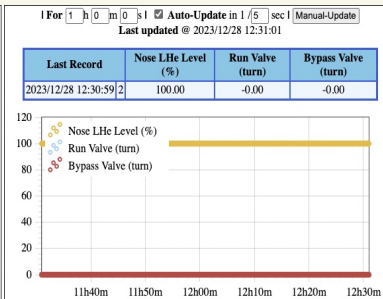 | For 1 h 0 m 0 s | Auto-Update in 1 / 5 sec | Manual-Update
Last updated @ 2023/12/28 12:31:01
Last Record Nose LHe Level (%) Run Valve (turn) Bypass Valve (turn)
2023/12/28 12:30:59 2 100.00 -0.00 -0.00
120
100
80
60
40
20
0
Nose LHe Level (%)
Run Valve (turn)
Bypass Valve (turn)
11h40m 11h50m 12h00m 12h10m 12h20m 12h30m